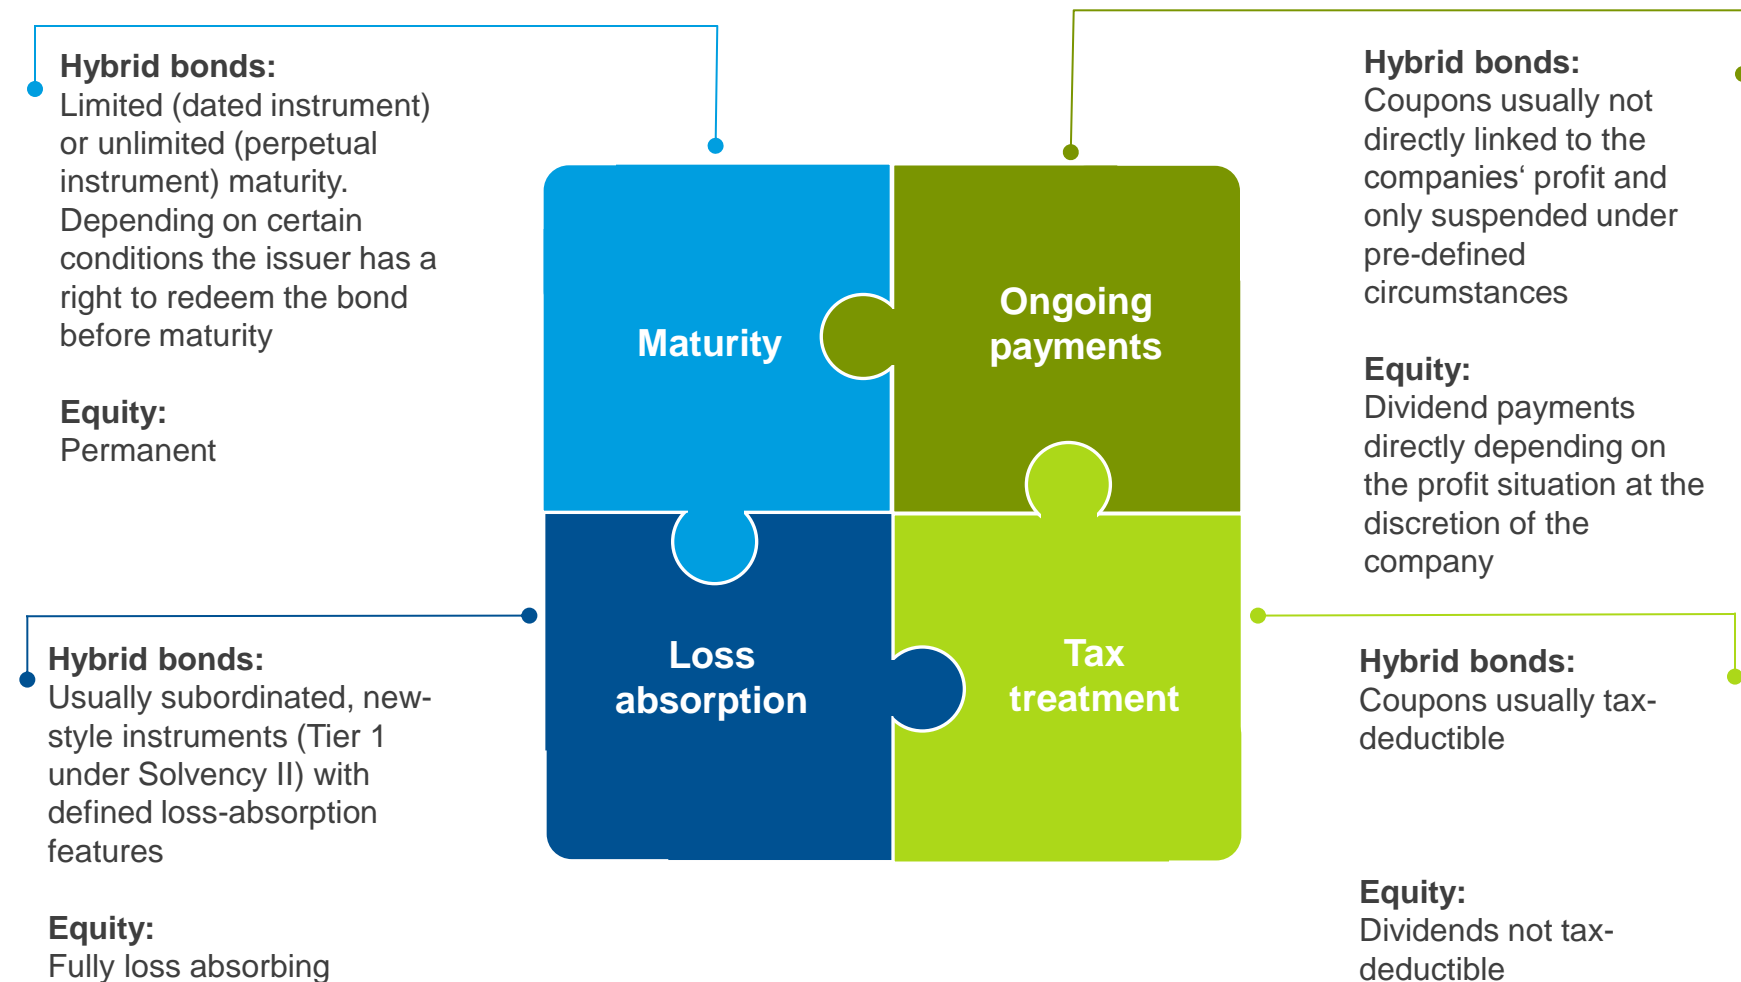 Hybrid bonds:
Limited (dated instrument)
or unlimited (perpetual
instrument) maturity.
Depending on certain
conditions the issuer has a
right to redeem the bond
before maturity
Equity:
Permanent
Hybrid bonds:
Coupons usually not
directly linked to the
companies‘ profit and
only suspended under
pre-defined
circumstances
Equity:
Dividend payments
directly depending on
the profit situation at the
discretion of the
company
Maturity
Ongoing
payments
Loss
absorption
Tax
treatment
Hybrid bonds:
Usually subordinated, new-
style instruments (Tier 1
under Solvency II) with
defined loss-absorption
features
Equity:
Fully loss absorbing
Hybrid bonds:
Coupons usually tax-
deductible
Equity:
Dividends not tax-
deductible